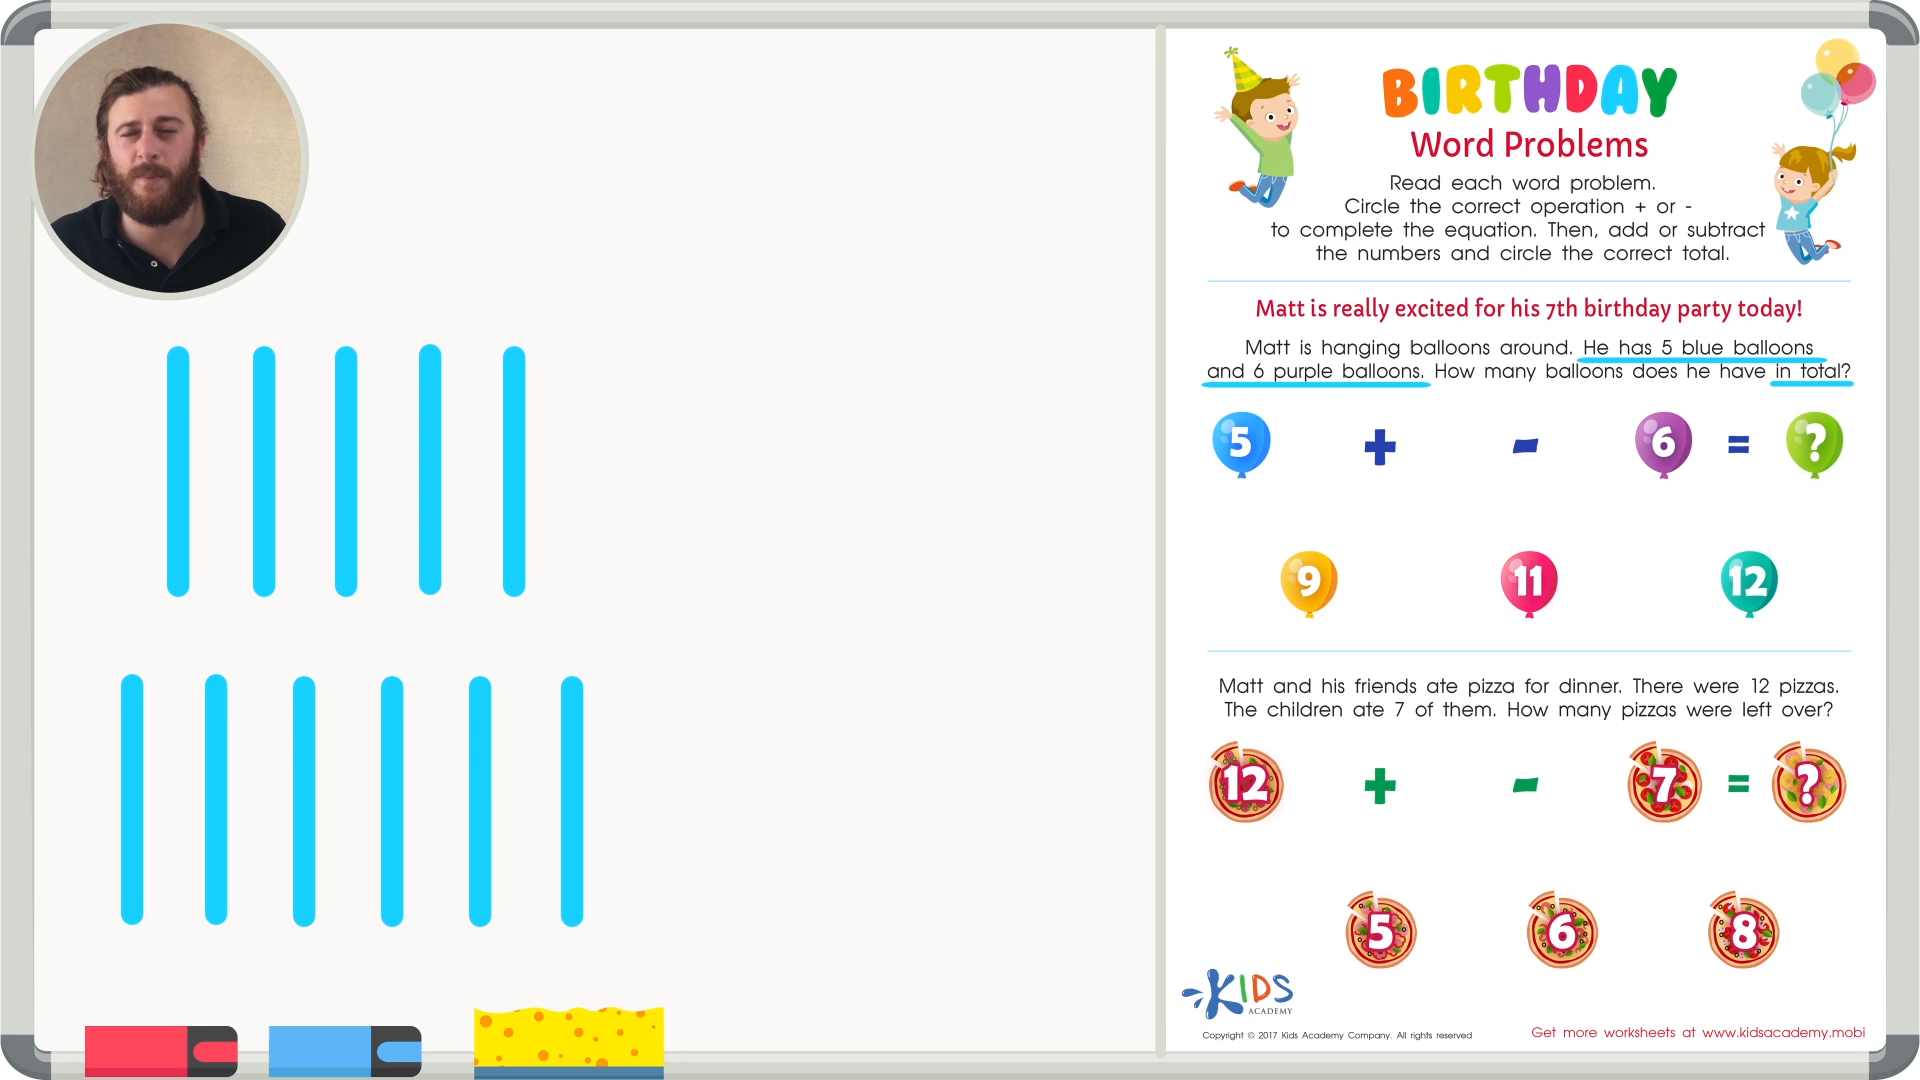 BIRTHDAY
Word Problems
Read each word problem.
Circle the correct operation + or -
to complete the equation. Then, add or subtract
the numbers and circle the correct total.
Matt is really excited for his 7th birthday party today!
Matt is hanging balloons around. He has 5 blue balloons
and 6 purple balloons. How many balloons does he have in total?
5 + - 6 = ?
9 11 12
Matt and his friends ate pizza for dinner. There were 12 pizzas.
The children ate 7 of them. How many pizzas were left over?
12 + - 7 = ?
5 6 8
KIDS
ACADEMY
Copyright © 2017 Kids Academy Company. All rights reserved
Get more worksheets at www.kidsacademy.mobi